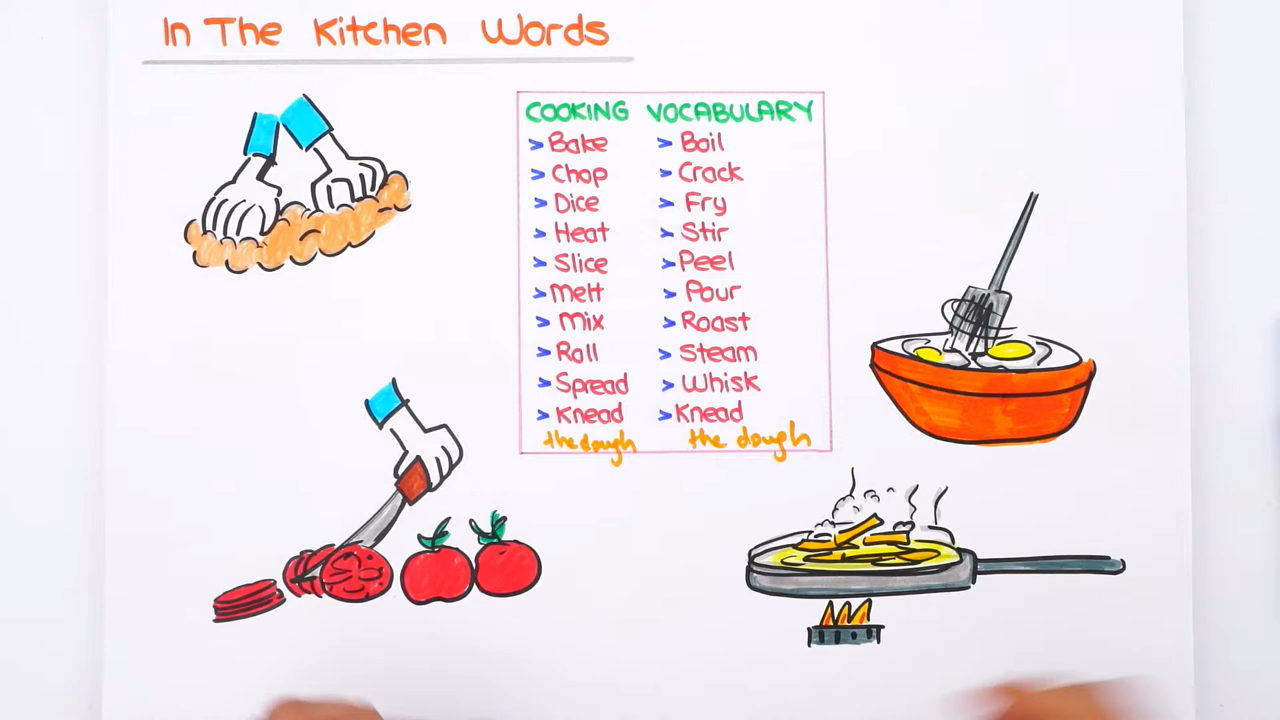 In The Kitchen Words
COOKING VOCABULARY
> Bake > Boil
> Chop > Crack
> Dice > Fry
> Heat > Stir
> Slice > Peel
> Melt > Pour
> Mix > Roast
> Roll > Steam
> Spread > Whisk
> Knead > Knead
the dough the dough